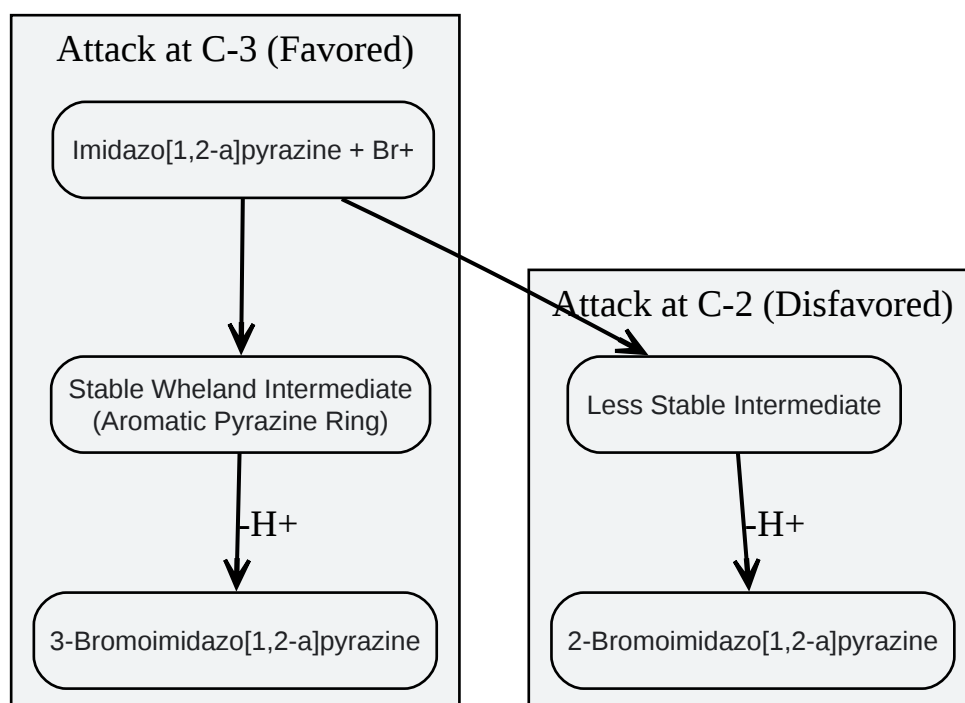 Attack at C-3 (Favored)
Imidazo[1,2-a]pyrazine + Br+
Attack at C-2 (Disfavored)
Stable Wheland Intermediate
(Aromatic Pyrazine Ring)
Less Stable Intermediate
-H+
-H+
3-Bromoimidazo[1,2-a]pyrazine
2-Bromoimidazo[1,2-a]pyrazine